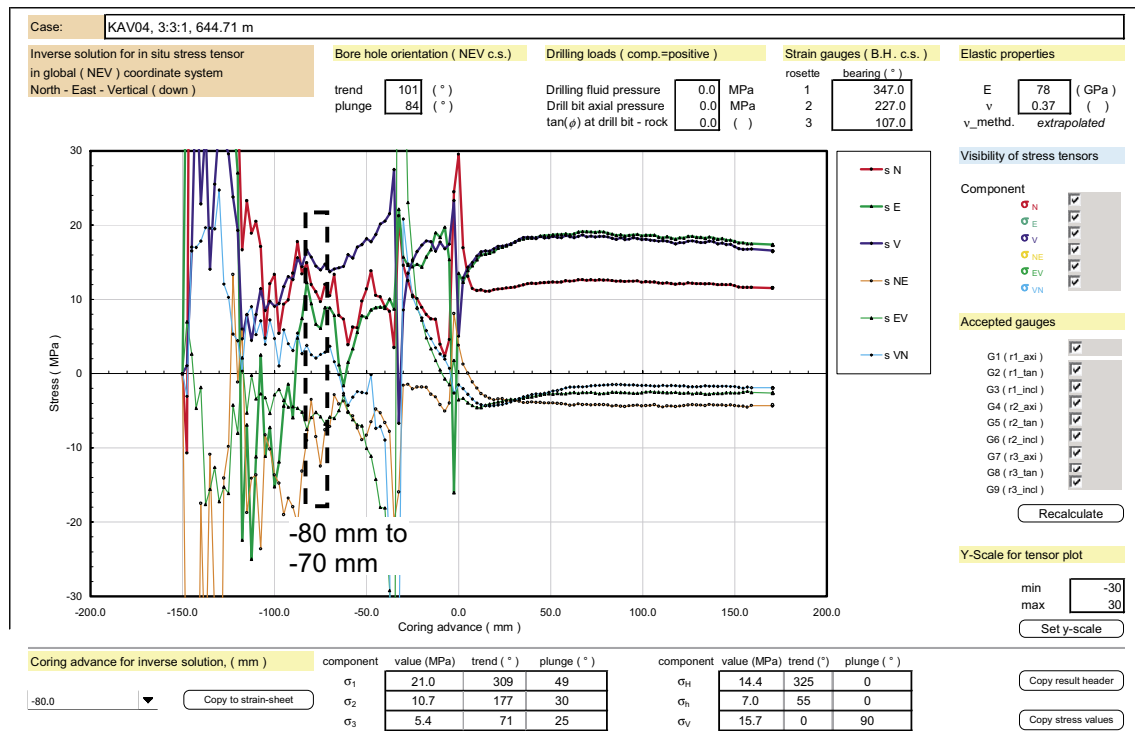 Case: KAV04, 3:3:1, 644.71 m
Inverse solution for in situ stress tensor
in global ( NEV ) coordinate system
North - East - Vertical ( down )
Bore hole orientation ( NEV c.s.)
trend 101 ( ° )
plunge 84 ( ° )
Drilling loads ( comp.=positive )
Drilling fluid pressure 0.0 MPa
Drill bit axial pressure 0.0 MPa
tan(ϕ) at drill bit - rock 0.0 ( )
Strain gauges ( B.H. c.s. )
rosette bearing ( ° )
1 347.0
2 227.0
3 107.0
Elastic properties
E 78 ( GPa )
ν 0.37 ( )
ν_methd. extrapolated
30
20
10
0
-10
-20
-30
Stress ( MPa )
-200.0 -150.0 -100.0 -50.0 0.0 50.0 100.0 150.0 200.0
Coring advance ( mm )
-80 mm to
-70 mm
s N
s E
s V
s NE
s EV
s VN
Visibility of stress tensors
Component
σ N
σ E
σ V
σ NE
σ EV
σ VN
Accepted gauges
G1 ( r1_axi )
G2 ( r1_tan )
G3 ( r1_incl )
G4 ( r2_axi )
G5 ( r2_tan )
G6 ( r2_incl )
G7 ( r3_axi )
G8 ( r3_tan )
G9 ( r3_incl )
Recalculate
Y-Scale for tensor plot
min -30
max 30
Set y-scale
Coring advance for inverse solution, ( mm )
-80.0 Copy to strain-sheet
component value (MPa) trend ( ° ) plunge ( ° )
σ1 21.0 309 49
σ2 10.7 177 30
σ3 5.4 71 25
component value (MPa) trend (°) plunge ( ° )
σH 14.4 325 0
σh 7.0 55 0
σV 15.7 0 90
Copy result header
Copy stress values